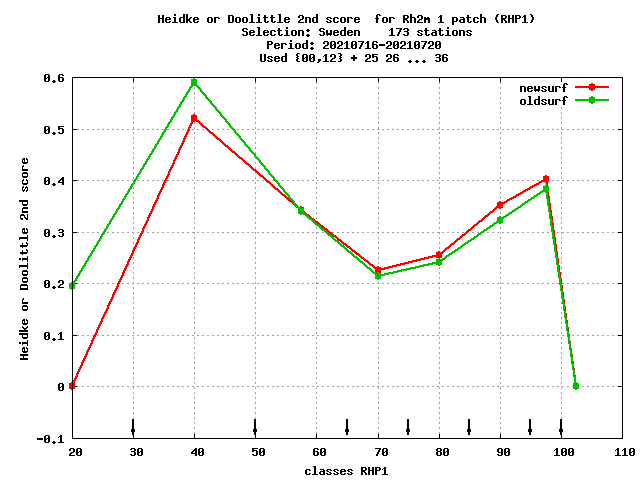 Heidke or Doolittle 2nd score  for Rh2m 1 patch (RHP1)
Selection: Sweden    173 stations
Period: 20210716-20210720
Used {00,12} + 25 26 ... 36
newsurf
oldsurf
0.6
0.5
0.4
0.3
0.2
0.1
0
-0.1
Heidke or Doolittle 2nd score
20 30 40 50 60 70 80 90 100 110
classes RHP1